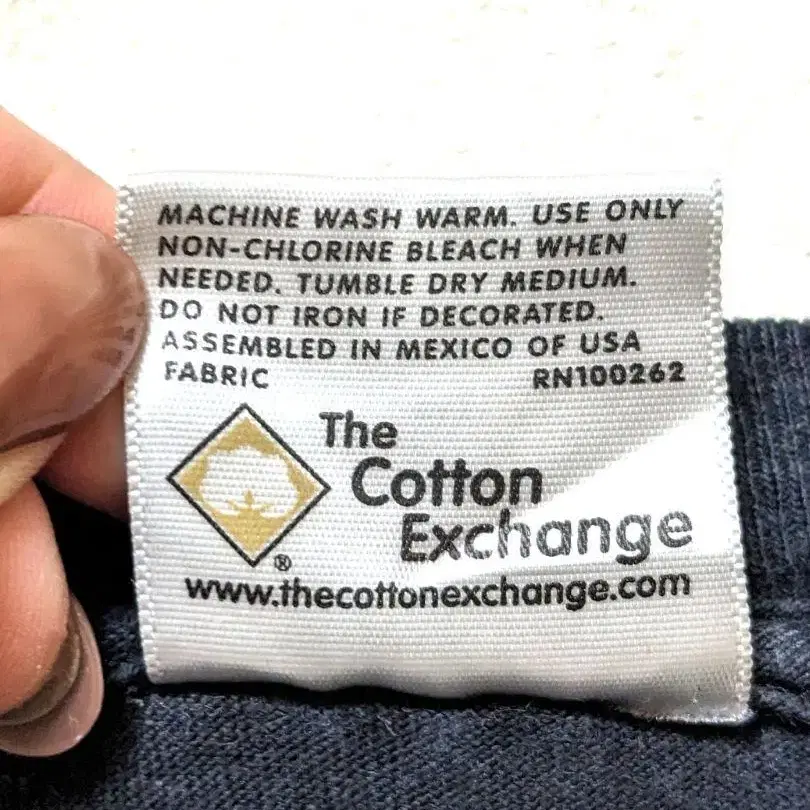 MACHINE WASH WARM. USE ONLY
NON-CHLORINE BLEACH WHEN
NEEDED. TUMBLE DRY MEDIUM.
DO NOT IRON IF DECORATED.
ASSEMBLED IN MEXICO OF USA
FABRIC RN100262
The
Cotton
Exchange
®
www.thecottonexchange.com